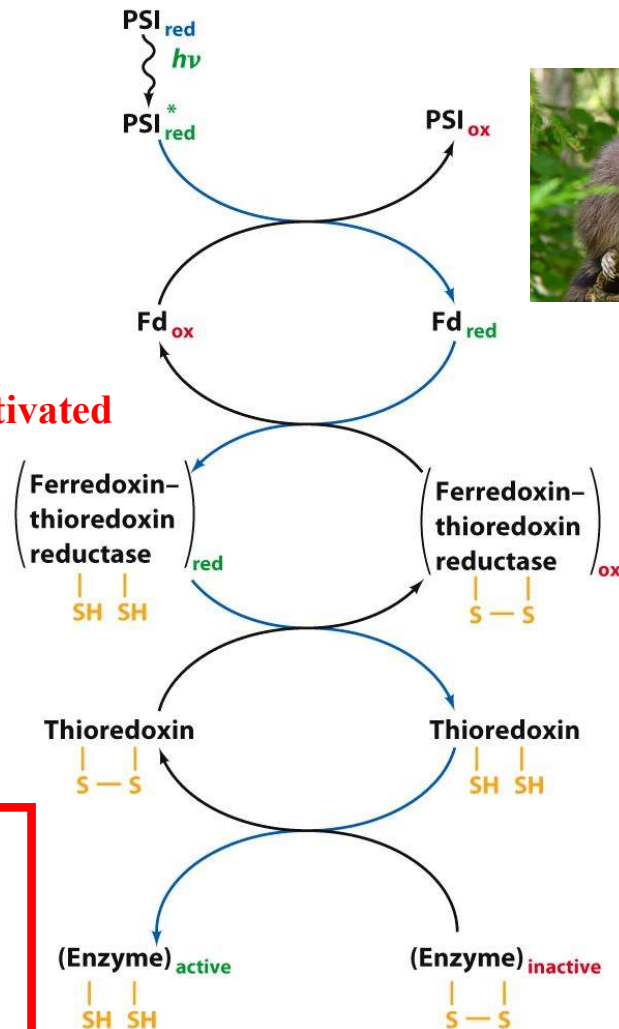 PSI red
hν
PSI * red
PSI ox
Fd ox
Fd red
(Ferredoxin–
thioredoxin
reductase) red
SH SH
(Ferredoxin–
thioredoxin
reductase) ox
S — S
Thioredoxin
S — S
Thioredoxin
SH SH
(Enzyme) active
SH SH
(Enzyme) inactive
S — S